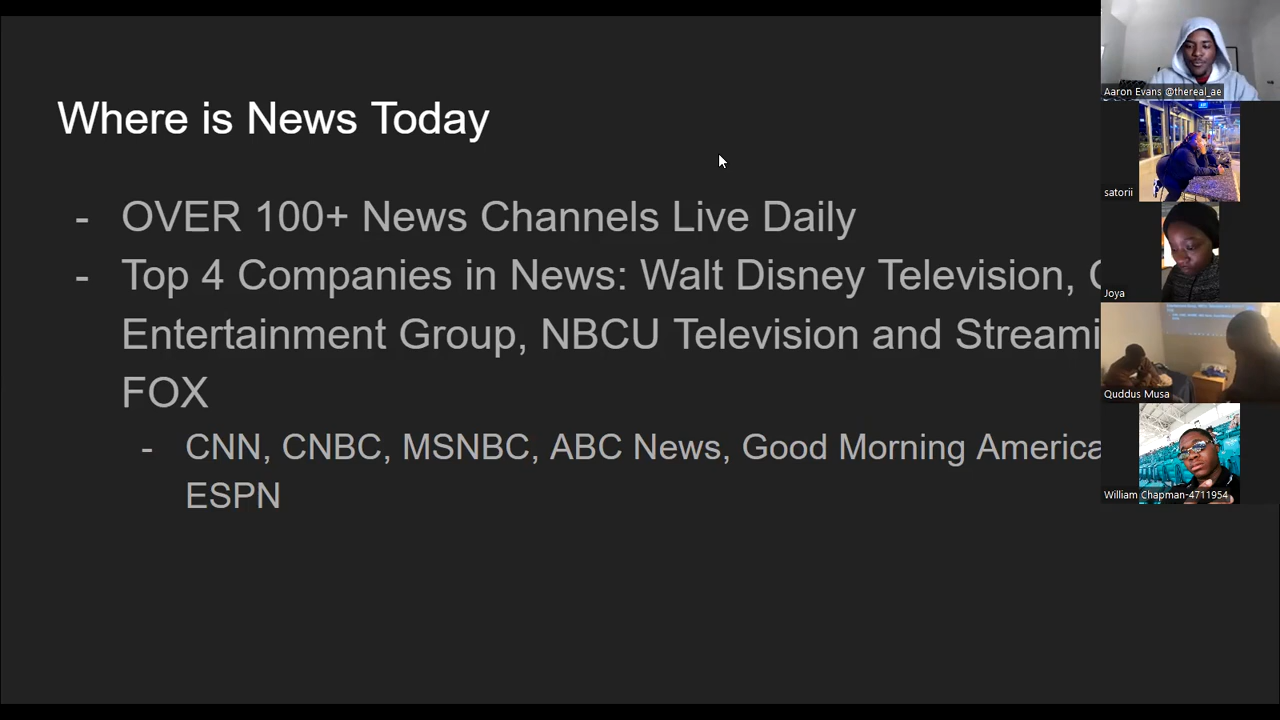 Where is News Today
- OVER 100+ News Channels Live Daily
- Top 4 Companies in News: Walt Disney Television,
Entertainment Group, NBCU Television and Streami
FOX
- CNN, CNBC, MSNBC, ABC News, Good Morning America
ESPN
Aaron Evans @thereal_ae
satorii
Joya
Quddus Musa
William Chapman-4711954